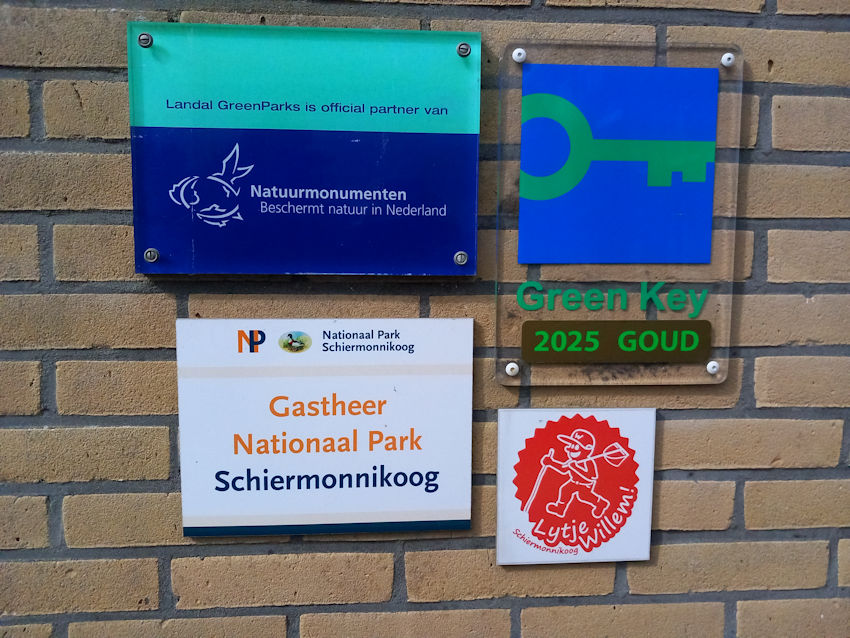 Landal GreenParks is official partner van
Natuurmonumenten
Beschermt natuur in Nederland
Green Key
2025 GOUD
NP
Nationaal Park
Schiermonnikoog
Gastheer
Nationaal Park
Schiermonnikoog
Lytje
Willem!
Schiermonnikoog